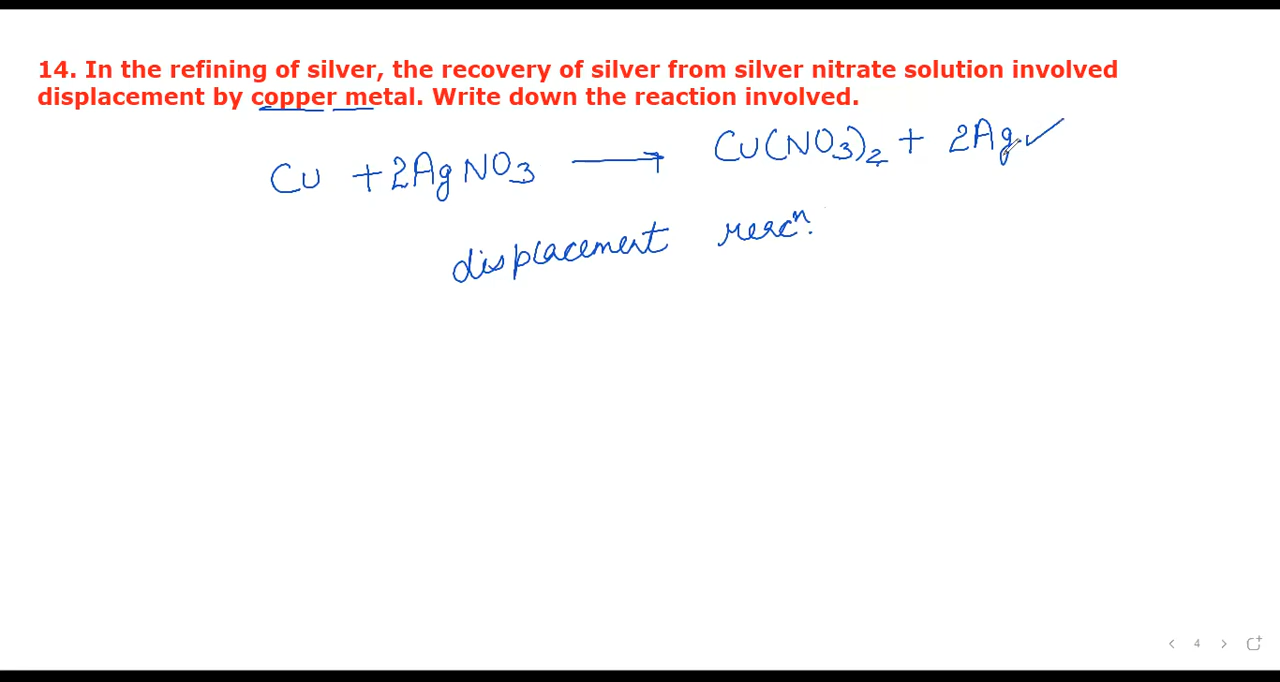 14. In the refining of silver, the recovery of silver from silver nitrate solution involved
displacement by copper metal. Write down the reaction involved.
Cu + 2AgNO3 ⟶ Cu(NO3)2 + 2Ag✓
displacement reacⁿ.
4